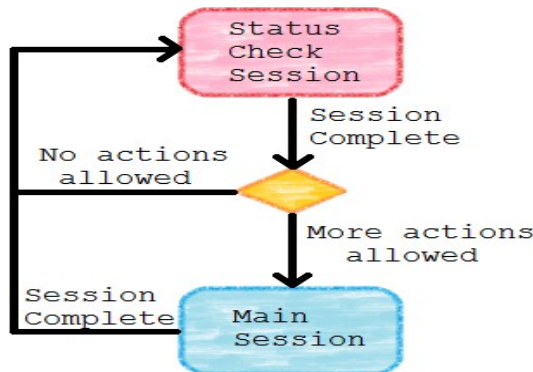 Status
Check
Session
Session
Complete
No actions
allowed
More actions
allowed
Session
Complete
Main
Session